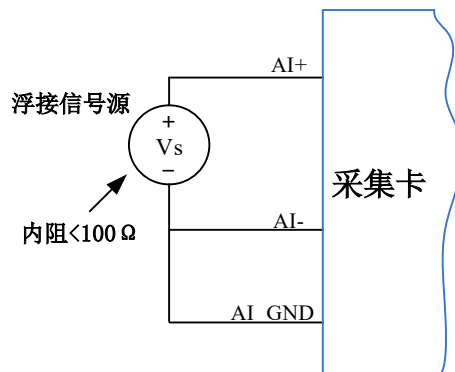 AI+
浮接信号源
+
Vs
−
采集卡
内阻<100Ω
AI-
AI_GND